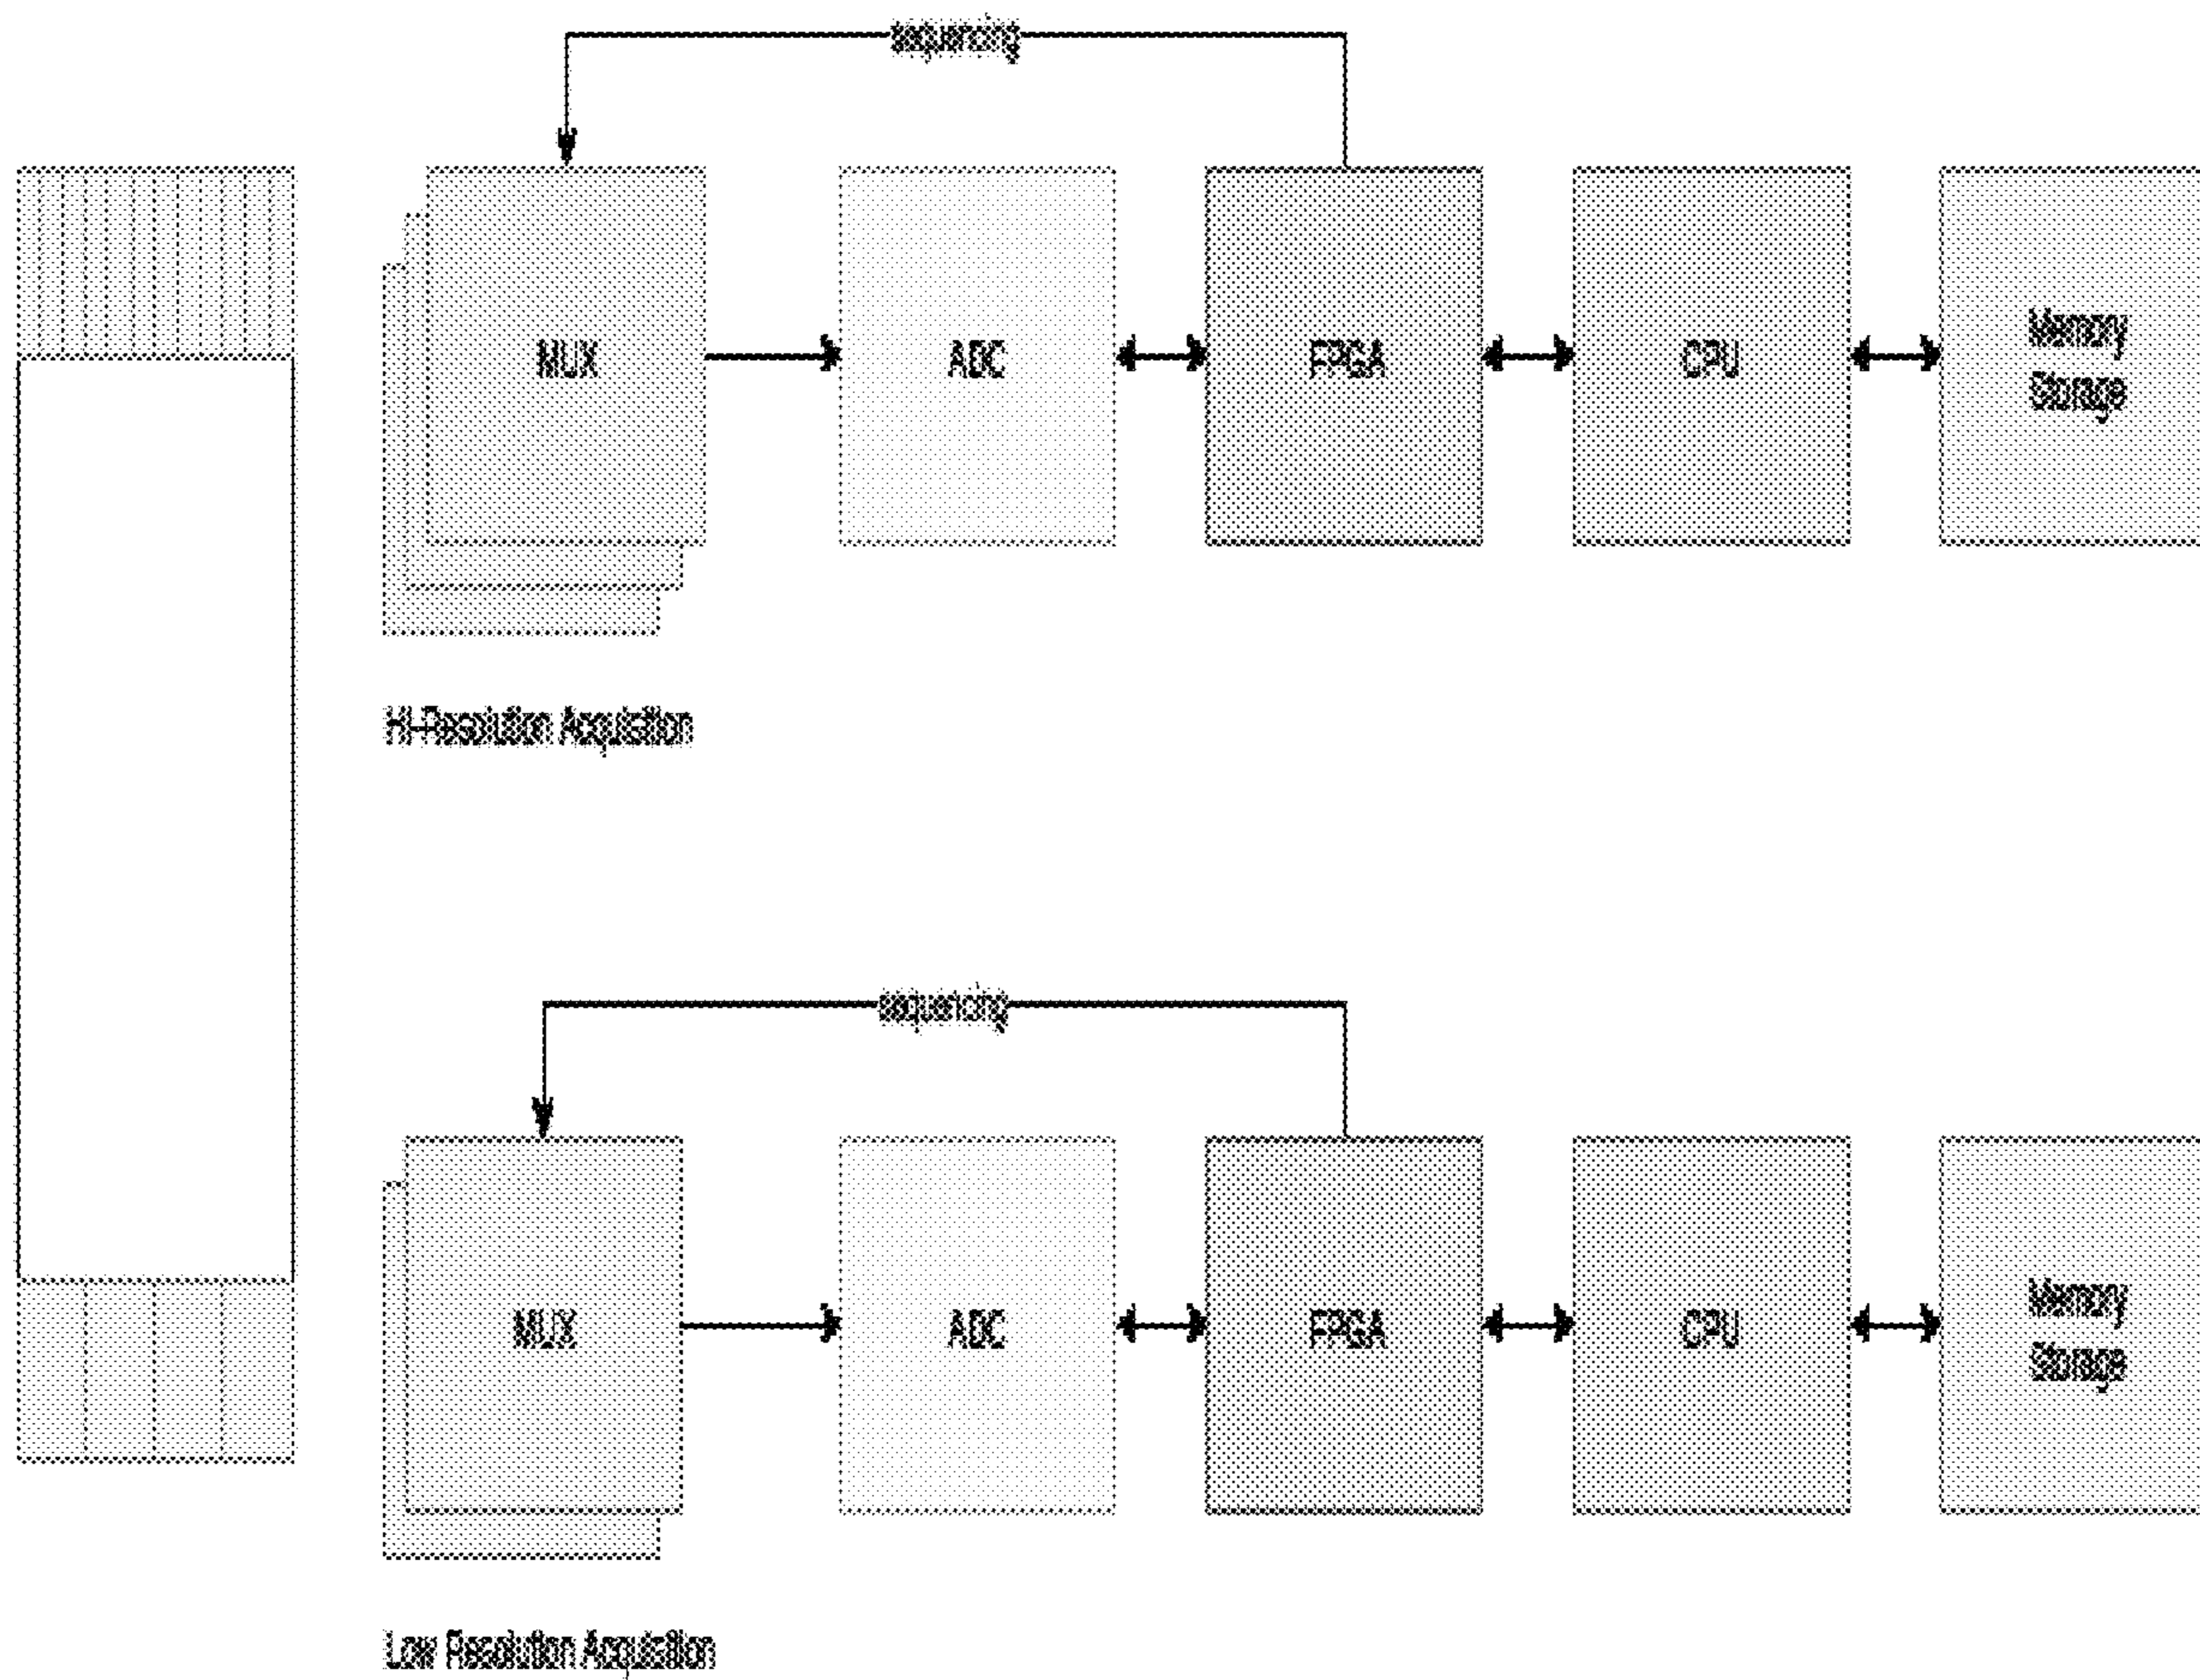 sequencing
MUX
ADC
FPGA
CPU
Memory
Storage
Hi-Resolution Acquisition
sequencing
MUX
ADC
FPGA
CPU
Memory
Storage
Low Resolution Acquisition